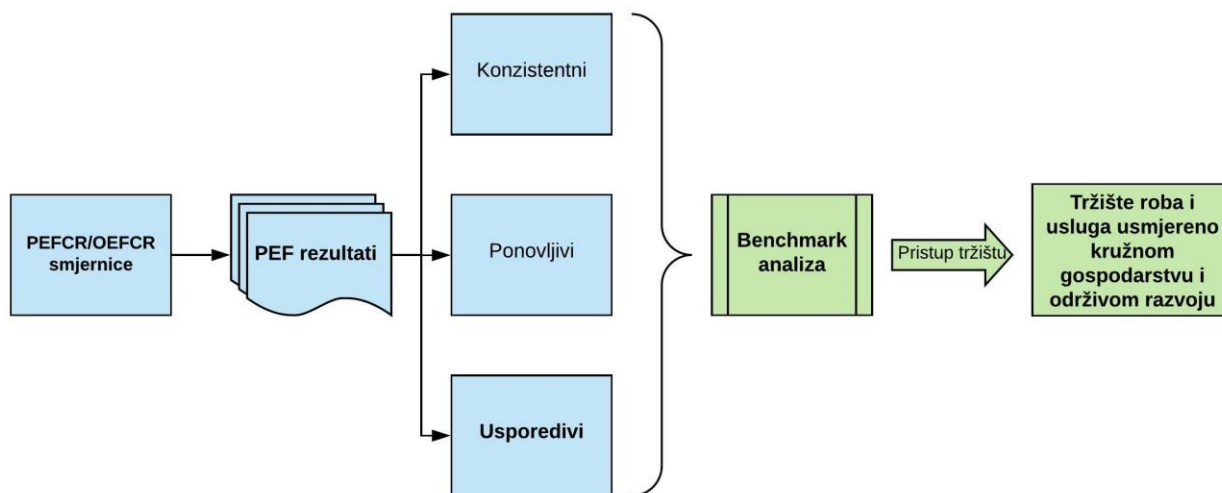 PEFCR/OEFCR
smjernice
PEF rezultati
Konzistentni
Ponovljivi
Usporedivi
Benchmark
analiza
Pristup tržištu
Tržište roba i
usluga usmjereno
kružnom
gospodarstvu i
održivom razvoju